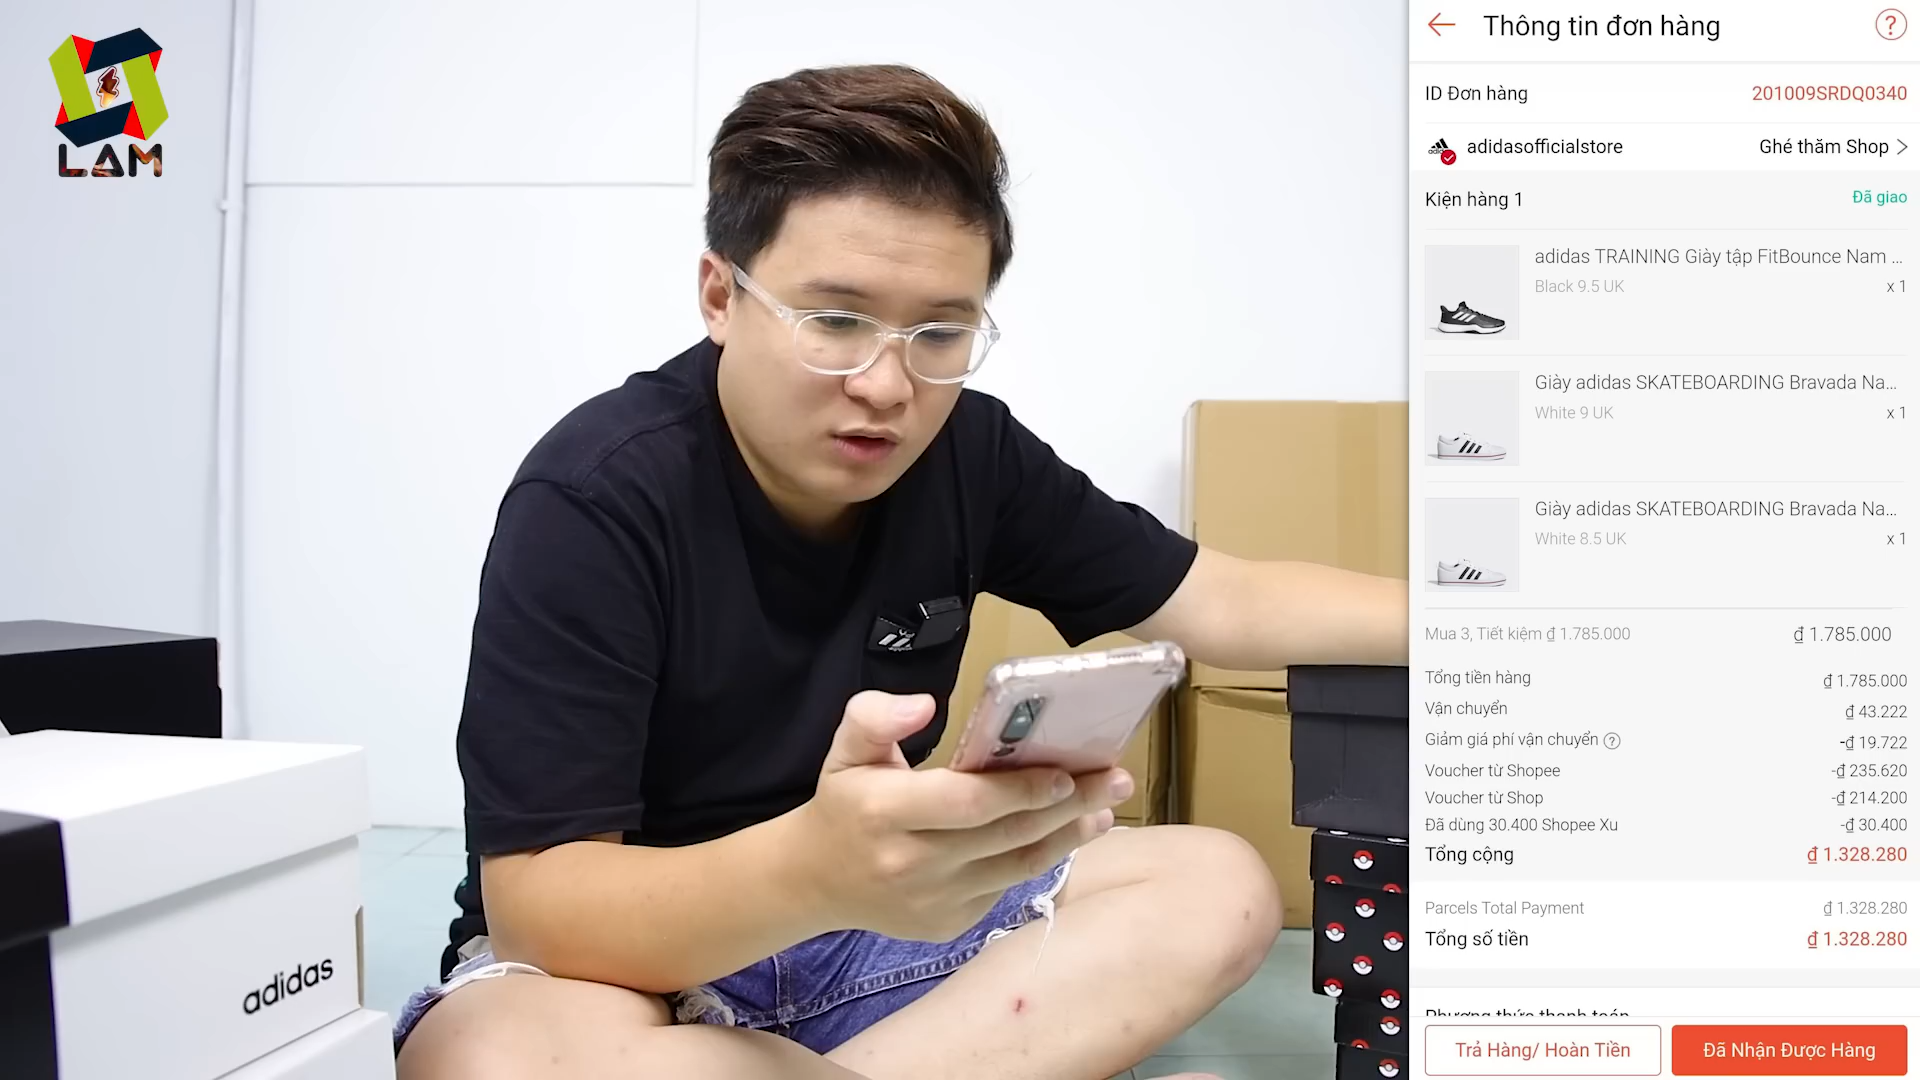 LAM
Thông tin đơn hàng
?
ID Đơn hàng 201009SRDQ0340
adidasofficialstore Ghé thăm Shop
Kiện hàng 1 Đã giao
adidas TRAINING Giày tập FitBounce Nam ...
Black 9.5 UK x 1
Giày adidas SKATEBOARDING Bravada Na...
White 9 UK x 1
Giày adidas SKATEBOARDING Bravada Na...
White 8.5 UK x 1
Mua 3, Tiết kiệm ₫ 1.785.000 ₫ 1.785.000
Tổng tiền hàng ₫ 1.785.000
Vận chuyển ₫ 43.222
Giảm giá phí vận chuyển ? -₫ 19.722
Voucher từ Shopee -₫ 235.620
Voucher từ Shop -₫ 214.200
Đã dùng 30.400 Shopee Xu -₫ 30.400
Tổng cộng ₫ 1.328.280
Parcels Total Payment ₫ 1.328.280
Tổng số tiền ₫ 1.328.280
Phương thức thanh toán
Trả Hàng/ Hoàn Tiền Đã Nhận Được Hàng
adidas